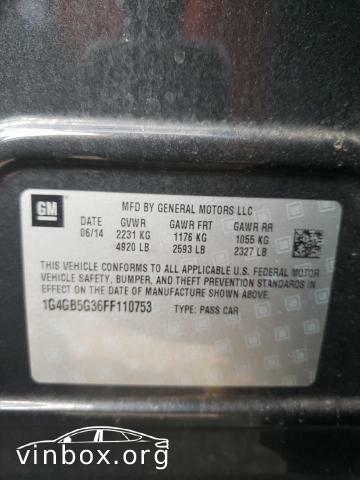 GM
MFD BY GENERAL MOTORS LLC
DATE GVWR GAWR FRT GAWR RR
06/14 2231 KG 1176 KG 1055 KG
4920 LB 2593 LB 2327 LB
THIS VEHICLE CONFORMS TO ALL APPLICABLE U.S. FEDERAL MOTOR
VEHICLE SAFETY, BUMPER, AND THEFT PREVENTION STANDARDS
IN EFFECT ON THE DATE OF MANUFACTURE SHOWN ABOVE.
1G4GB5G36FF110753 TYPE: PASS CAR
vinbox.org